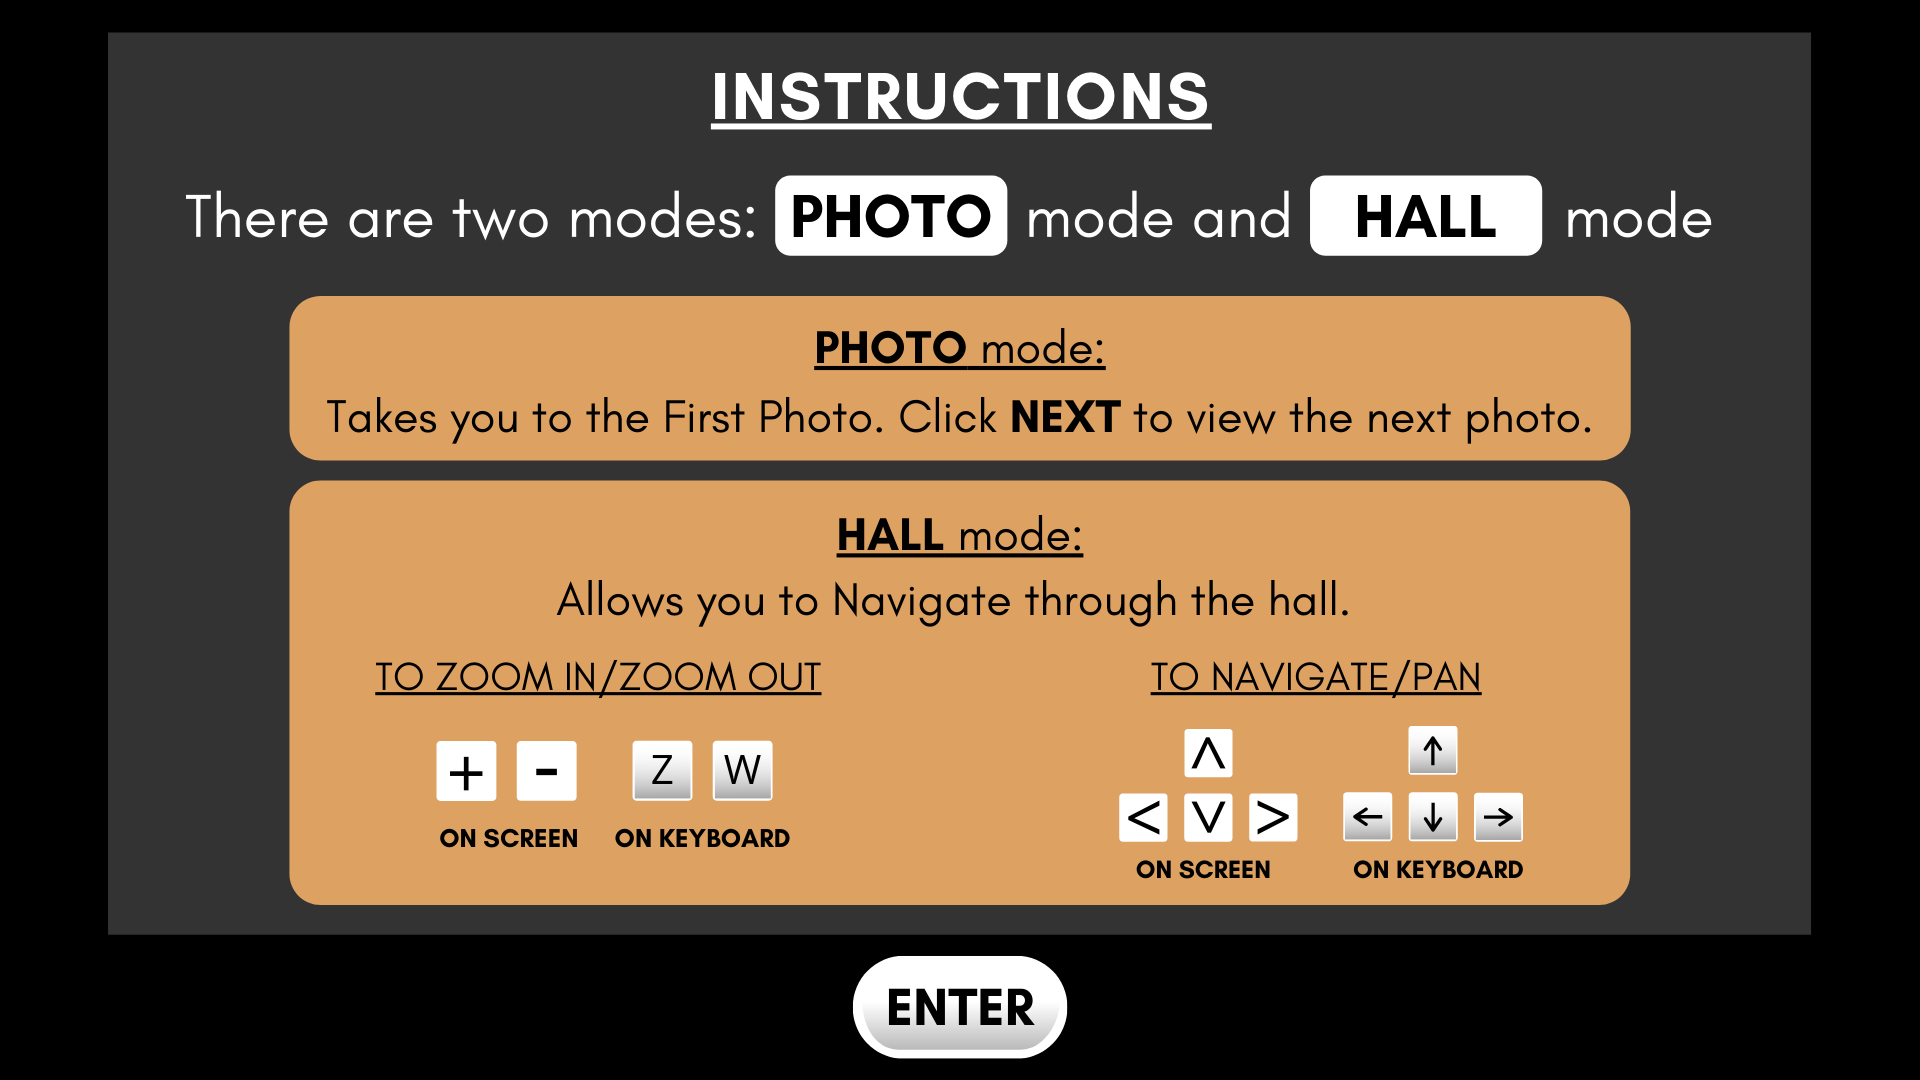 INSTRUCTIONS
There are two modes: PHOTO mode and HALL mode
PHOTO mode:
Takes you to the First Photo. Click NEXT to view the next photo.
HALL mode:
Allows you to Navigate through the hall.
TO ZOOM IN/ZOOM OUT
+ - Z W
ON SCREEN ON KEYBOARD
TO NAVIGATE/PAN
^ ↑
< V > ← ↓ →
ON SCREEN ON KEYBOARD
ENTER